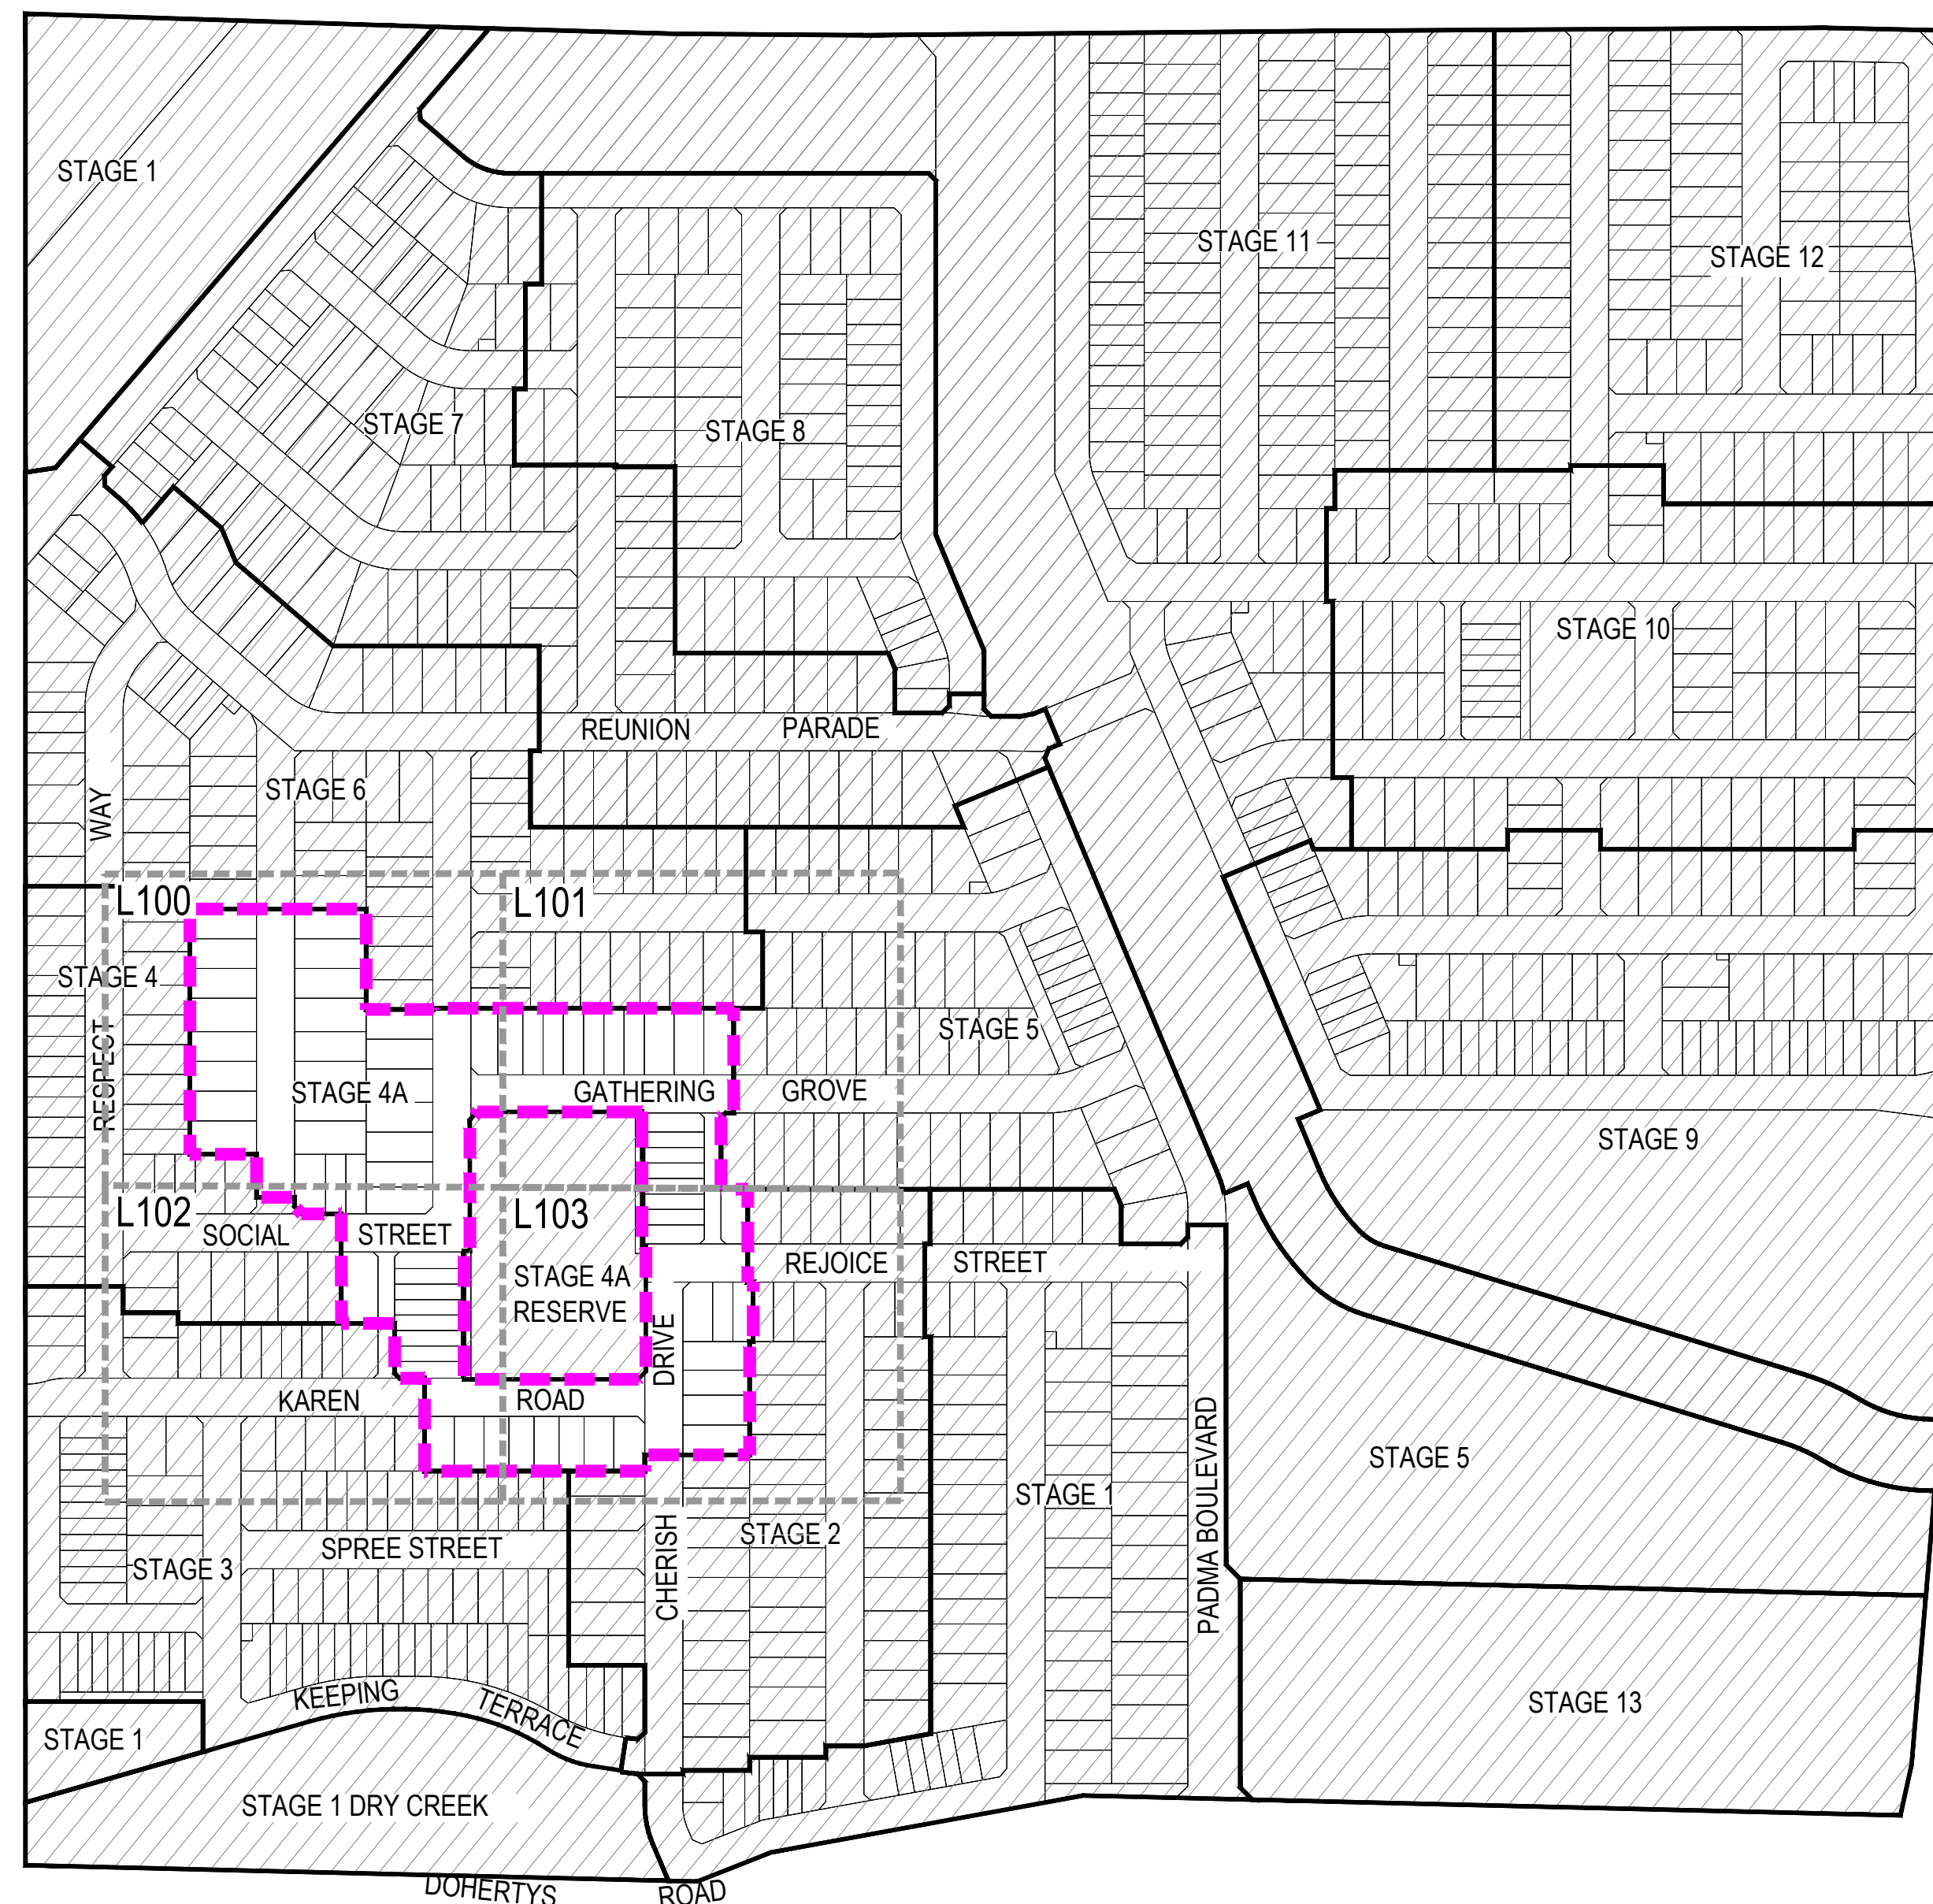 STAGE 1
STAGE 11
STAGE 12
STAGE 7
STAGE 8
STAGE 10
REUNION PARADE
STAGE 6
WAY
L100
L101
STAGE 4
STAGE 5
RESPECT
STAGE 4A
GATHERING GROVE
STAGE 9
L102
L103
SOCIAL STREET
REJOICE STREET
STAGE 4A
RESERVE
DRIVE
KAREN ROAD
PADMA BOULEVARD
STAGE 5
STAGE 1
STAGE 2
CHERISH
SPREE STREET
STAGE 3
KEEPING TERRACE
STAGE 13
STAGE 1
STAGE 1 DRY CREEK
DOHERTYS ROAD